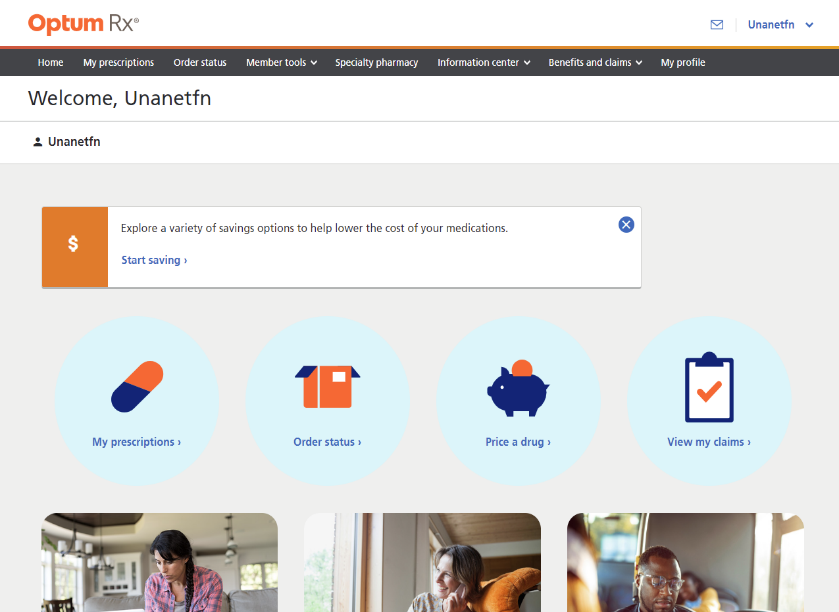 Optum Rx®
Unanetfn
Home My prescriptions Order status Member tools Specialty pharmacy Information center Benefits and claims My profile
Welcome, Unanetfn
Unanetfn
$
Explore a variety of savings options to help lower the cost of your medications.
Start saving ›
My prescriptions › Order status › Price a drug › View my claims ›